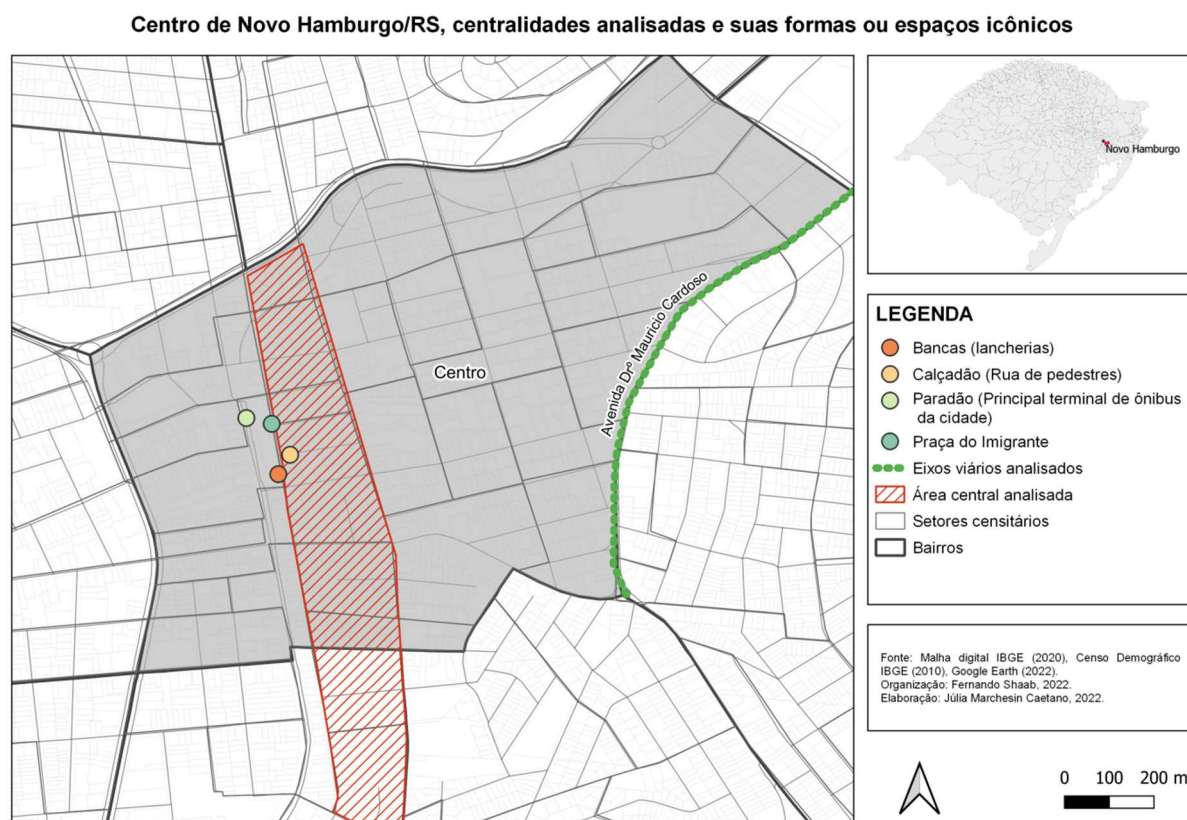 Centro de Novo Hamburgo/RS, centralidades analisadas e suas formas ou espaços icônicos
Centro
Avenida Drº Mauricio Cardoso
Novo Hamburgo
LEGENDA
Bancas (lancherias)
Calçadão (Rua de pedestres)
Paradão (Principal terminal de ônibus
da cidade)
Praça do Imigrante
Eixos viários analisados
Área central analisada
Setores censitários
Bairros
Fonte: Malha digital IBGE (2020), Censo Demográfico
IBGE (2010), Google Earth (2022).
Organização: Fernando Shaab, 2022.
Elaboração: Júlia Marchesin Caetano, 2022.
0 100 200 m